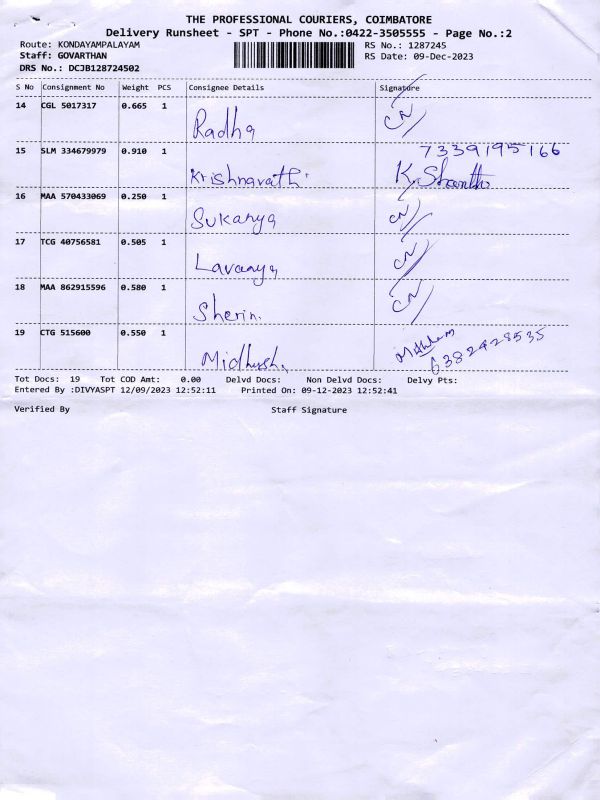 THE PROFESSIONAL COURIERS, COIMBATORE
Delivery Runsheet - SPT - Phone No.:0422-3505555 - Page No.:2
Route: KONDAYAMPALAYAM
RS No.: 1287245
Staff: GOVARTHAN
RS Date: 09-Dec-2023
DRS No.: DCJB128724502
S No Consignment No Weight PCS Consignee Details Signature
14 CGL 5017317 0.665 1 Radha CN
15 SLM 334679979 0.910 1 Krishnavathi 7339195166
K. Shanthi
16 MAA 570433069 0.250 1 Sukanya CN
17 TCG 40756581 0.505 1 Lavanya CN
18 MAA 862915596 0.580 1 Sherin. CN
19 CTG 515600 0.550 1 6382428535
Tot Docs: 19 Tot COD Amt: 0.00 Delvd Docs: Non Delvd Docs: Delvy Pts:
Entered By :DIVYASPT 12/09/2023 12:52:11 Printed On: 09-12-2023 12:52:41
Verified By Staff Signature